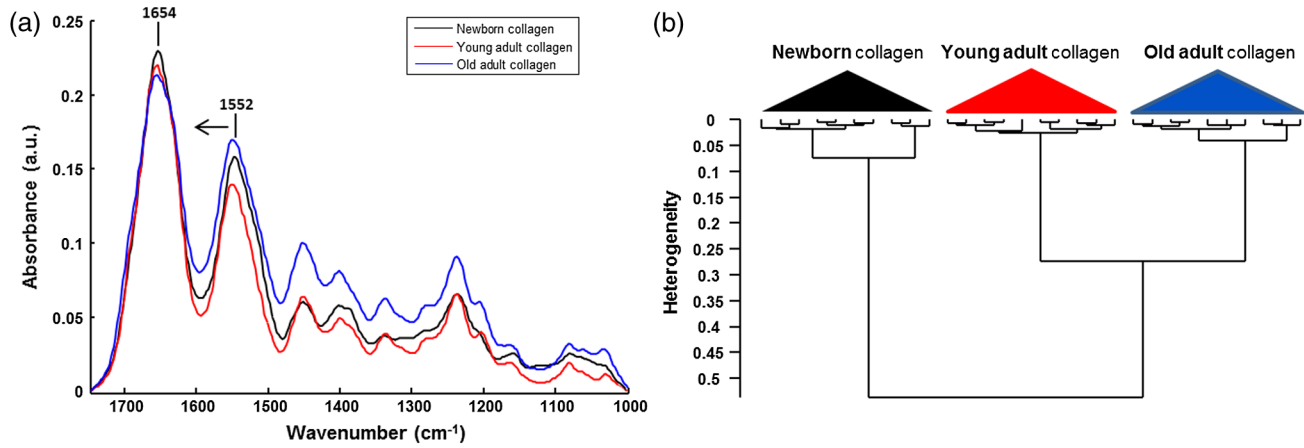 (a)
1654
1552
Newborn collagen
Young adult collagen
Old adult collagen
0.25
0.2
0.15
0.1
0.05
0
Absorbance (a.u.)
1700 1600 1500 1400 1300 1200 1100 1000
Wavenumber (cm⁻¹)
(b)
Newborn collagen Young adult collagen Old adult collagen
0
0.05
0.1
0.15
0.2
0.25
0.3
0.35
0.4
0.45
0.5
Heterogeneity